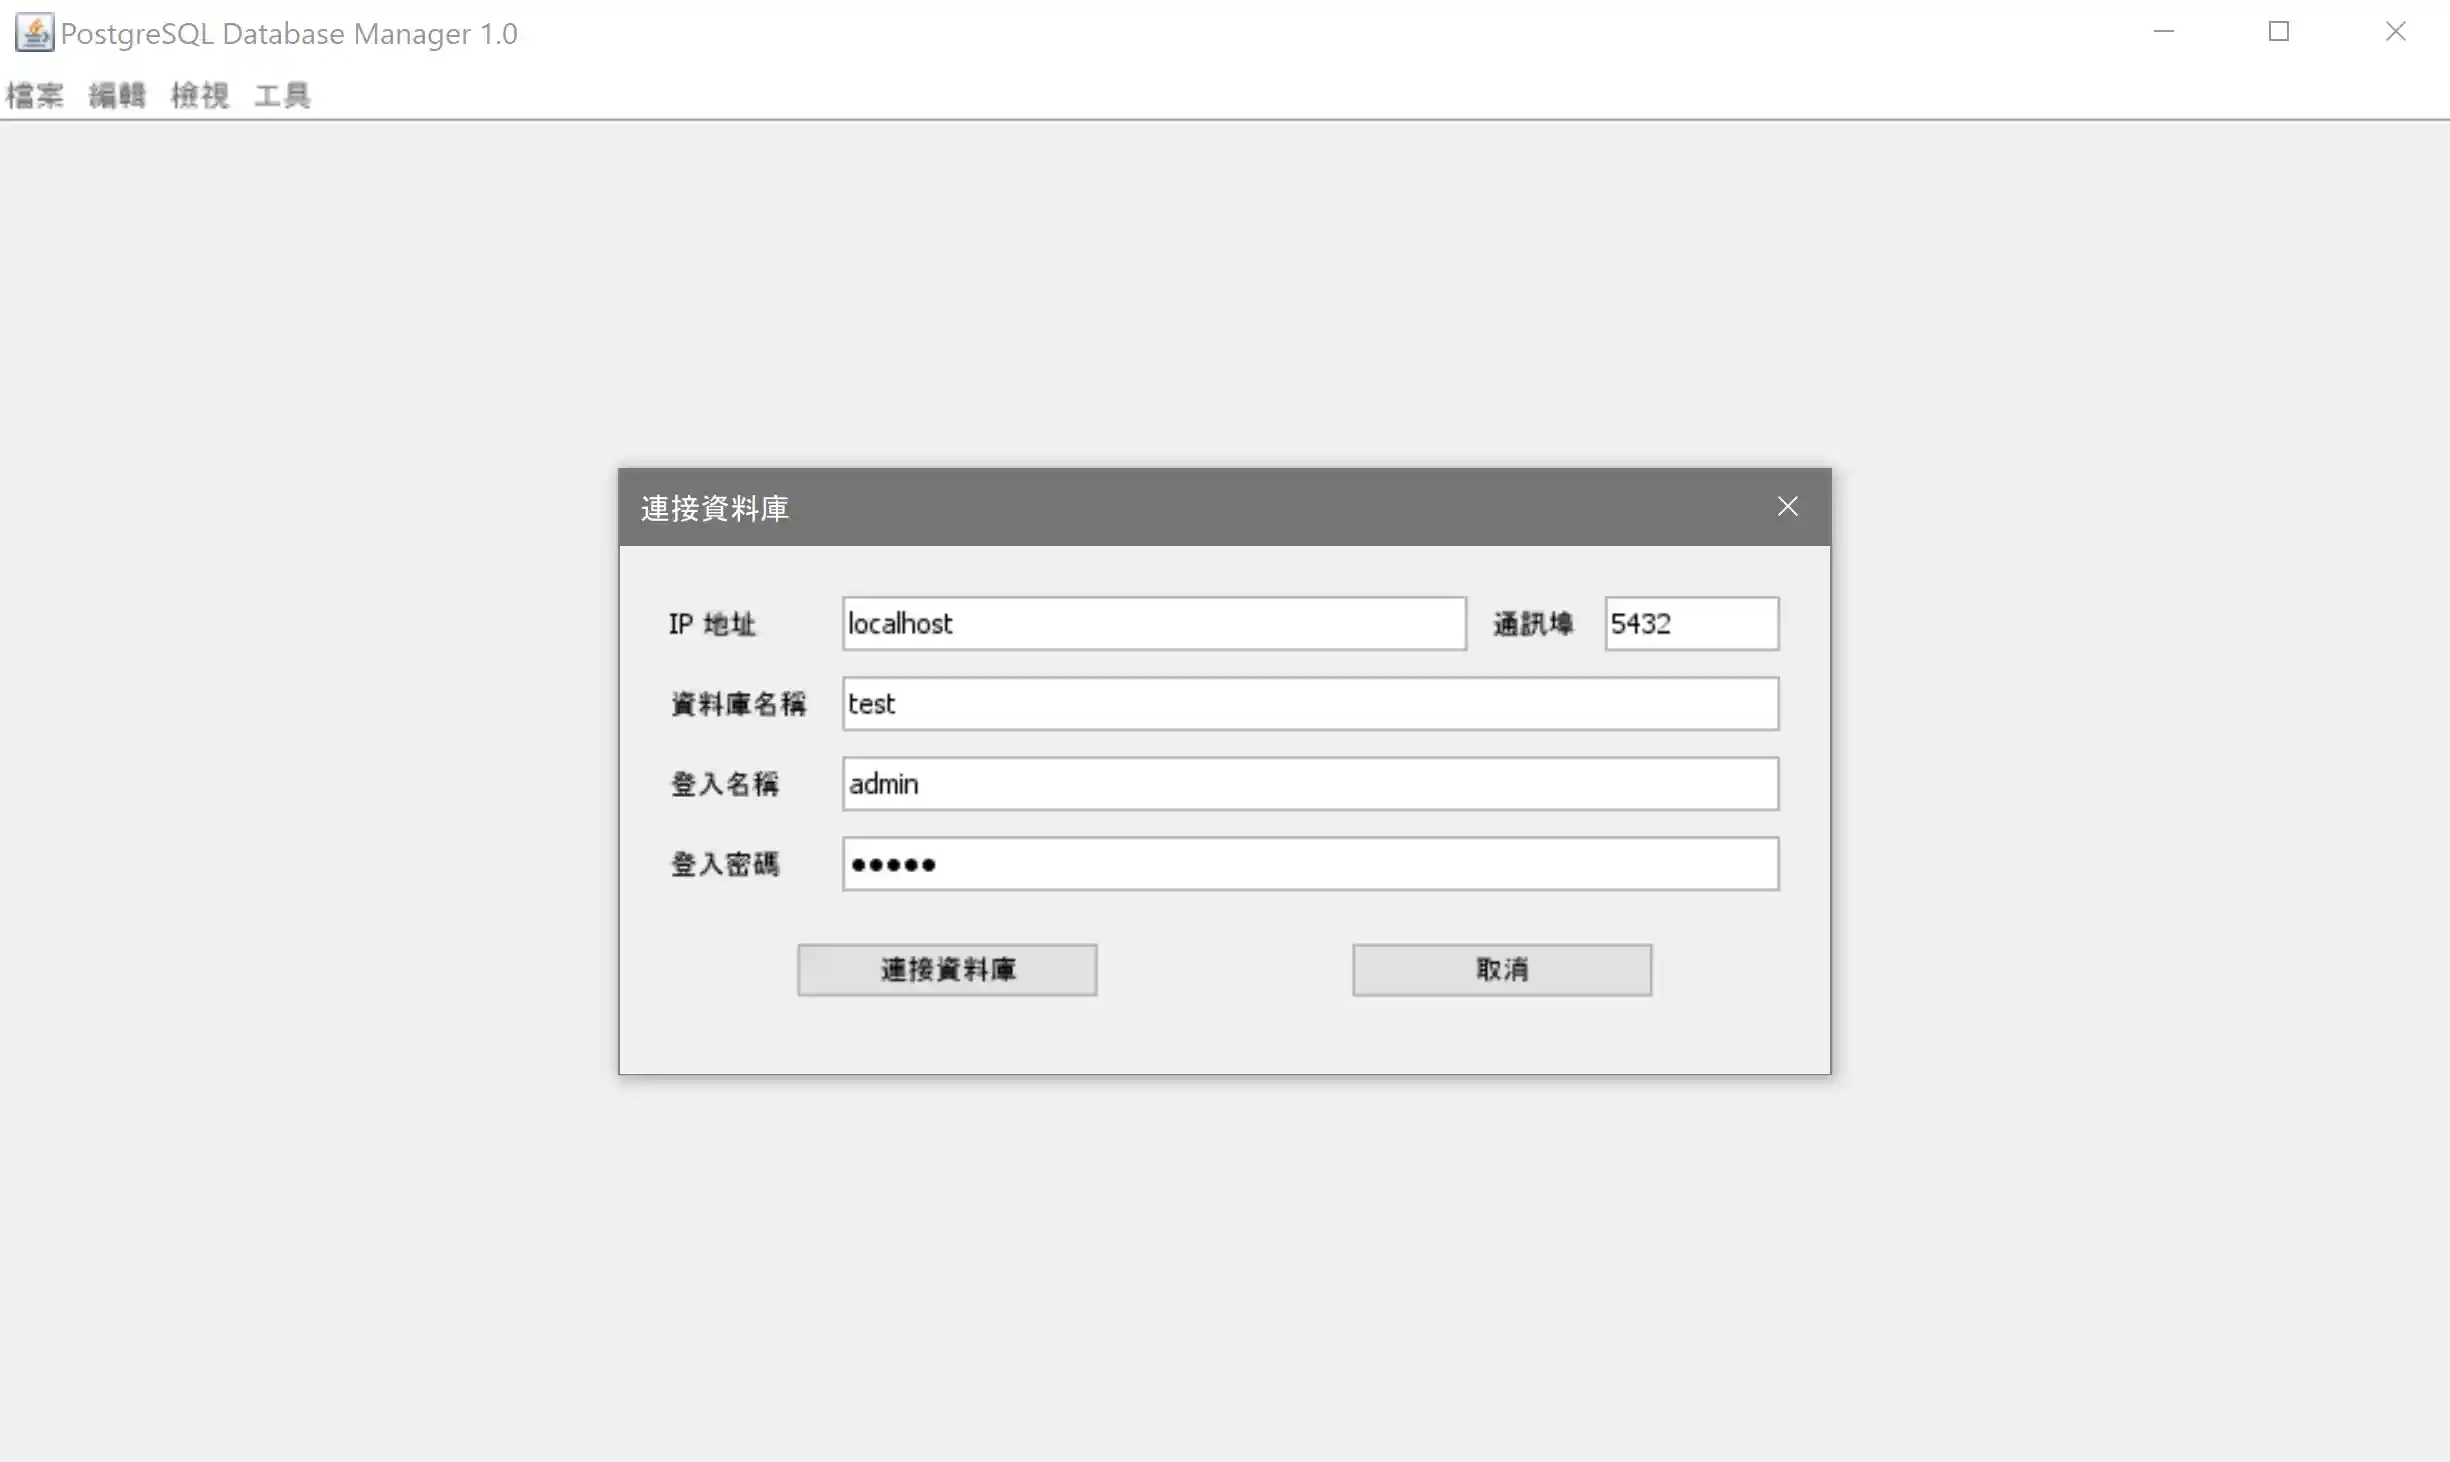 PostgreSQL Database Manager 1.0
檔案 編輯 檢視 工具
連接資料庫
IP 地址 localhost 通訊埠 5432
資料庫名稱 test
登入名稱 admin
登入密碼 ●●●●●
連接資料庫 取消